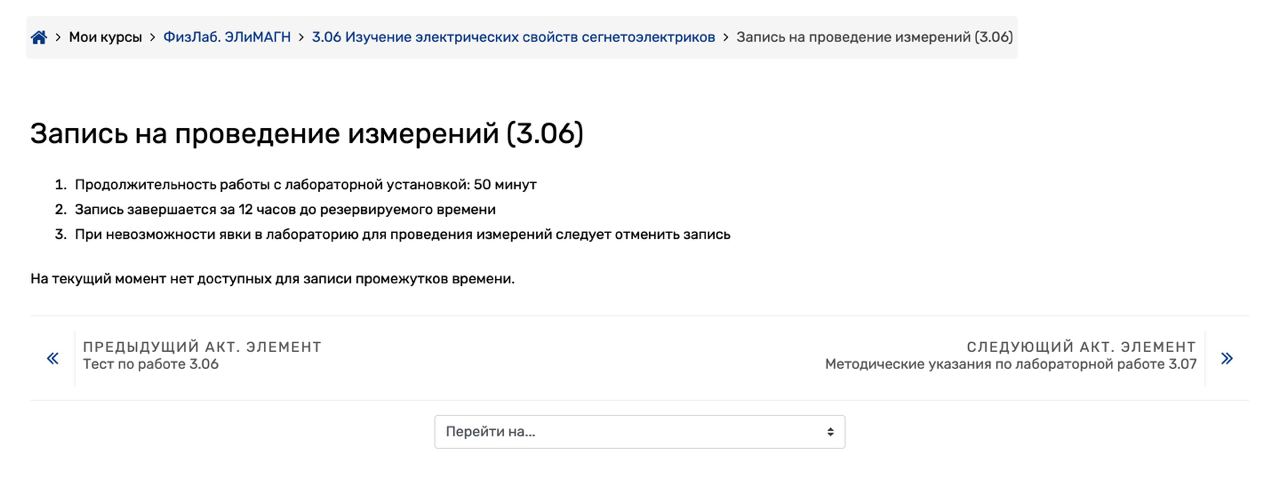 Мои курсы > ФизЛаб. ЭЛиМАГН > 3.06 Изучение электрических свойств сегнетоэлектриков > Запись на проведение измерений (3.06)
Запись на проведение измерений (3.06)
1. Продолжительность работы с лабораторной установкой: 50 минут
2. Запись завершается за 12 часов до резервируемого времени
3. При невозможности явки в лабораторию для проведения измерений следует отменить запись
На текущий момент нет доступных для записи промежутков времени.
ПРЕДЫДУЩИЙ АКТ. ЭЛЕМЕНТ
Тест по работе 3.06
СЛЕДУЮЩИЙ АКТ. ЭЛЕМЕНТ
Методические указания по лабораторной работе 3.07
Перейти на...